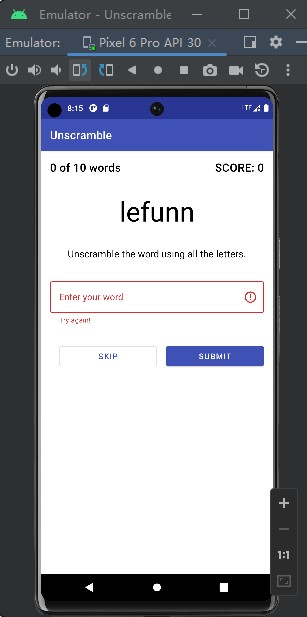 Emulator - Unscramble
Emulator: Pixel 6 Pro API 30
8:15 LTE
Unscramble
0 of 10 words SCORE: 0
lefunn
Unscramble the word using all the letters.
Enter your word
Try again!
SKIP SUBMIT
1:1